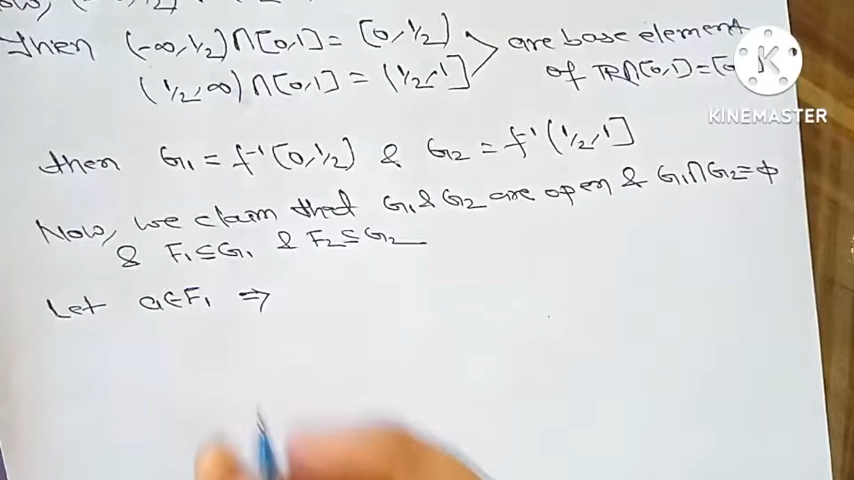 Then (-∞, 1/2) ∩ [0,1] = [0, 1/2)
(1/2, ∞) ∩ [0,1] = (1/2, 1]
are base element
of IR ∩ [0,1] = [0
K
KINEMASTER
then G₁ = f⁻¹[0, 1/2) & G₂ = f⁻¹(1/2, 1]
Now, we claim that G₁ & G₂ are open & G₁ ∩ G₂ = φ
& F₁ ⊆ G₁ & F₂ ⊆ G₂
Let a ∈ F₁ ⇒